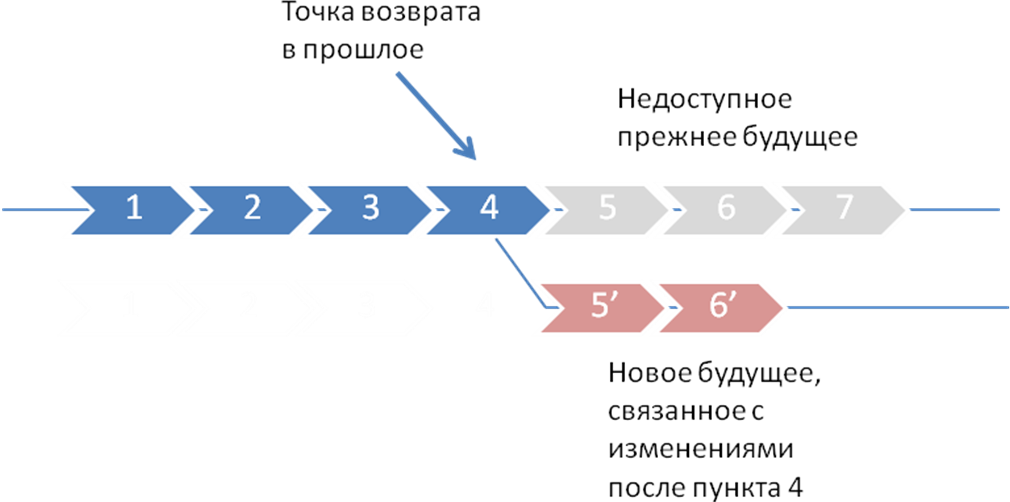 Точка возврата
в прошлое
Недоступное
прежнее будущее
1 2 3 4 5 6 7
5′ 6′
Новое будущее,
связанное с
изменениями
после пункта 4